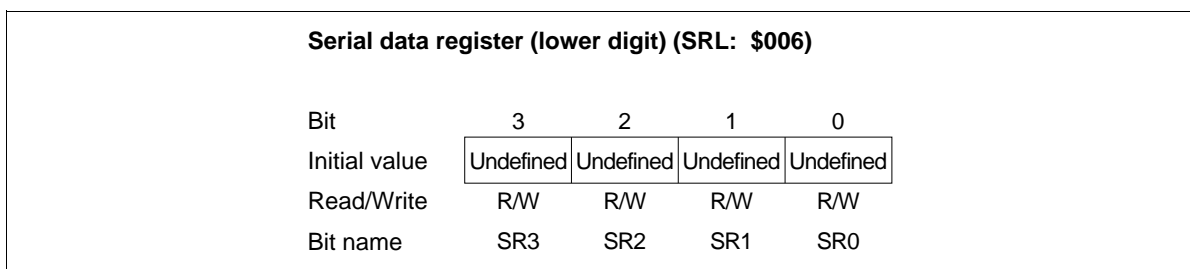 Serial data register (lower digit) (SRL: $006)
Bit 3 2 1 0
Initial value Undefined Undefined Undefined Undefined
Read/Write R/W R/W R/W R/W
Bit name SR3 SR2 SR1 SR0